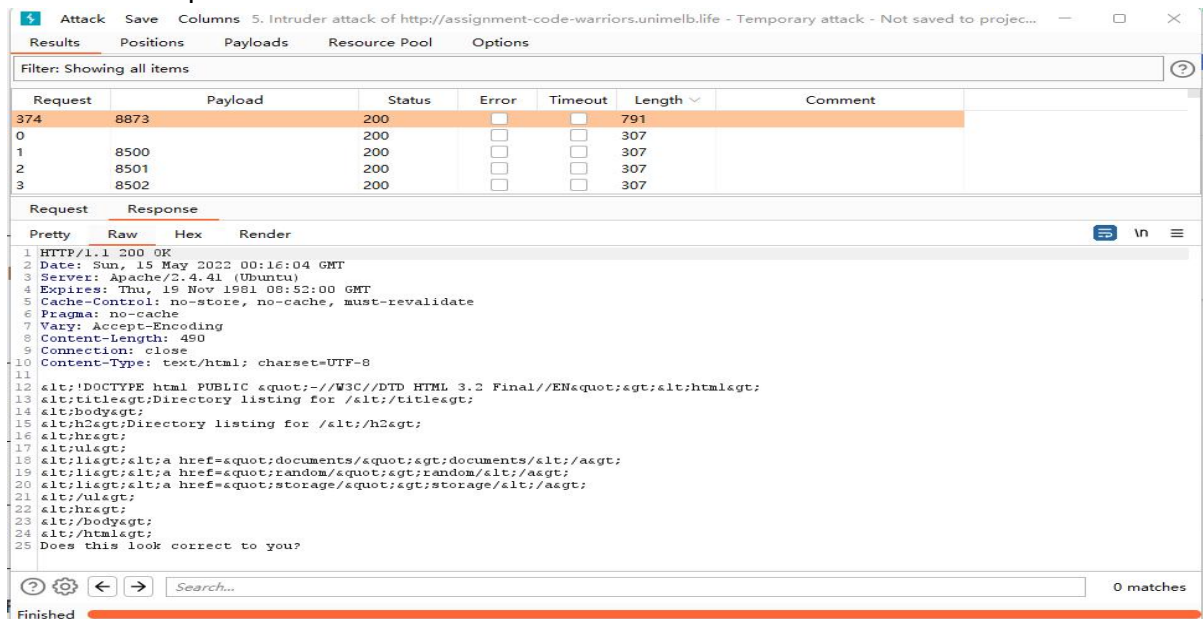 Attack Save Columns 5. Intruder attack of http://assignment-code-warriors.unimelb.life - Temporary attack - Not saved to projec...
Results Positions Payloads Resource Pool Options
Filter: Showing all items
Request Payload Status Error Timeout Length Comment
374 8873 200 791
0 200 307
1 8500 200 307
2 8501 200 307
3 8502 200 307
Request Response
Pretty Raw Hex Render
\n
1 HTTP/1.1 200 OK
2 Date: Sun, 15 May 2022 00:16:04 GMT
3 Server: Apache/2.4.41 (Ubuntu)
4 Expires: Thu, 19 Nov 1981 08:52:00 GMT
5 Cache-Control: no-store, no-cache, must-revalidate
6 Pragma: no-cache
7 Vary: Accept-Encoding
8 Content-Length: 490
9 Connection: close
10 Content-Type: text/html; charset=UTF-8
11
12 &lt;!DOCTYPE html PUBLIC &quot;-//W3C//DTD HTML 3.2 Final//EN&quot;&gt;&lt;html&gt;
13 &lt;title&gt;Directory listing for /&lt;/title&gt;
14 &lt;body&gt;
15 &lt;h2&gt;Directory listing for /&lt;/h2&gt;
16 &lt;hr&gt;
17 &lt;ul&gt;
18 &lt;li&gt;&lt;a href=&quot;documents/&quot;&gt;documents/&lt;/a&gt;
19 &lt;li&gt;&lt;a href=&quot;random/&quot;&gt;random/&lt;/a&gt;
20 &lt;li&gt;&lt;a href=&quot;storage/&quot;&gt;storage/&lt;/a&gt;
21 &lt;/ul&gt;
22 &lt;hr&gt;
23 &lt;/body&gt;
24 &lt;/html&gt;
25 Does this look correct to you?
Search... 0 matches
Finished